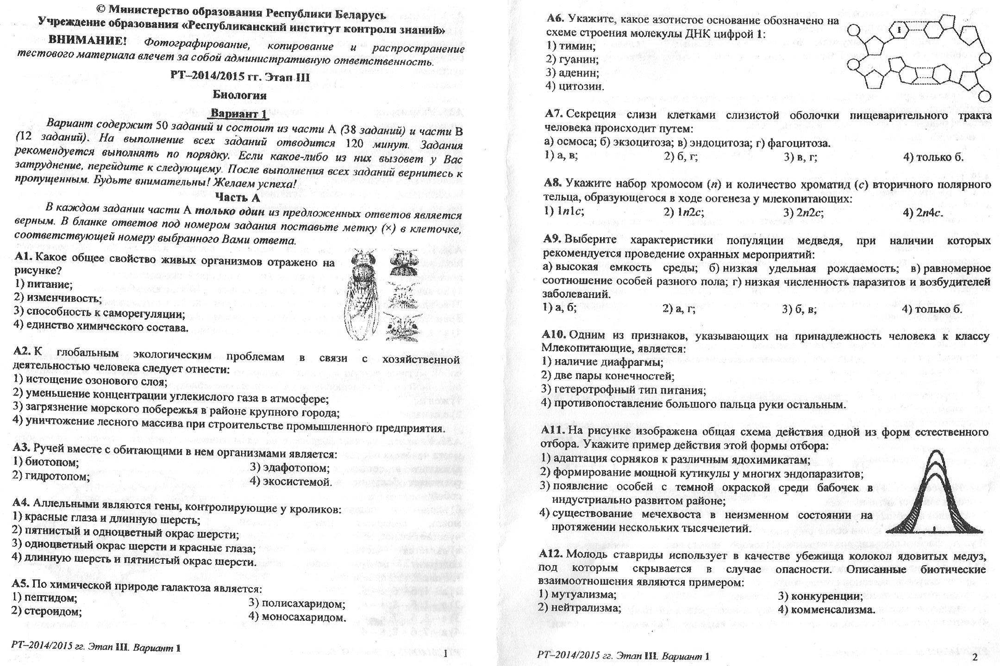 © Министерство образования Республики Беларусь
Учреждение образования «Республиканский институт контроля знаний»
ВНИМАНИЕ! Фотографирование, копирование и распространение
тестового материала влечет за собой административную ответственность.
РТ–2014/2015 гг. Этап III
Биология
Вариант 1
Вариант содержит 50 заданий и состоит из части А (38 заданий) и части В
(12 заданий). На выполнение всех заданий отводится 120 минут. Задания
рекомендуется выполнять по порядку. Если какое-либо из них вызовет у Вас
затруднение, перейдите к следующему. После выполнения всех заданий вернитесь к
пропущенным. Будьте внимательны! Желаем успеха!
Часть А
В каждом задании части А только один из предложенных ответов является
верным. В бланке ответов под номером задания поставьте метку (×) в клеточке,
соответствующей номеру выбранного Вами ответа.
А1. Какое общее свойство живых организмов отражено на
рисунке?
1) питание;
2) изменчивость;
3) способность к саморегуляции;
4) единство химического состава.
А2. К глобальным экологическим проблемам в связи с хозяйственной
деятельностью человека следует отнести:
1) истощение озонового слоя;
2) уменьшение концентрации углекислого газа в атмосфере;
3) загрязнение морского побережья в районе крупного города;
4) уничтожение лесного массива при строительстве промышленного предприятия.
А3. Ручей вместе с обитающими в нем организмами является:
1) биотопом; 3) эдафотопом;
2) гидротопом; 4) экосистемой.
А4. Аллельными являются гены, контролирующие у кроликов:
1) красные глаза и длинную шерсть;
2) пятнистый и одноцветный окрас шерсти;
3) одноцветный окрас шерсти и красные глаза;
4) длинную шерсть и пятнистый окрас шерсти.
А5. По химической природе галактоза является:
1) пептидом; 3) полисахаридом;
2) стероидом; 4) моносахаридом.
РТ–2014/2015 гг. Этап III. Вариант 1 1
А6. Укажите, какое азотистое основание обозначено на
схеме строения молекулы ДНК цифрой 1:
1) тимин;
2) гуанин;
3) аденин;
4) цитозин.
1
А7. Секреция слизи клетками слизистой оболочки пищеварительного тракта
человека происходит путем:
а) осмоса; б) экзоцитоза; в) эндоцитоза; г) фагоцитоза.
1) а, в; 2) б, г; 3) в, г; 4) только б.
А8. Укажите набор хромосом (n) и количество хроматид (с) вторичного полярного
тельца, образующегося в ходе оогенеза у млекопитающих:
1) 1n1c; 2) 1n2c; 3) 2n2c; 4) 2n4c.
А9. Выберите характеристики популяции медведя, при наличии которых
рекомендуется проведение охранных мероприятий:
а) высокая емкость среды; б) низкая удельная рождаемость; в) равномерное
соотношение особей разного пола; г) низкая численность паразитов и возбудителей
заболеваний.
1) а, б; 2) а, г; 3) б, в; 4) только б.
А10. Одним из признаков, указывающих на принадлежность человека к классу
Млекопитающие, является:
1) наличие диафрагмы;
2) две пары конечностей;
3) гетеротрофный тип питания;
4) противопоставление большого пальца руки остальным.
А11. На рисунке изображена общая схема действия одной из форм естественного
отбора. Укажите пример действия этой формы отбора:
1) адаптация сорняков к различным ядохимикатам;
2) формирование мощной кутикулы у многих эндопаразитов;
3) появление особей с темной окраской среди бабочек в
индустриально развитом районе;
4) существование мечехвоста в неизменном состоянии на
протяжении нескольких тысячелетий.
А12. Молодь ставриды использует в качестве убежища колокол ядовитых медуз,
под которым скрывается в случае опасности. Описанные биотические
взаимоотношения являются примером:
1) мутуализма; 3) конкуренции;
2) нейтрализма; 4) комменсализма.
РТ–2014/2015 гг. Этап III. Вариант 1 2